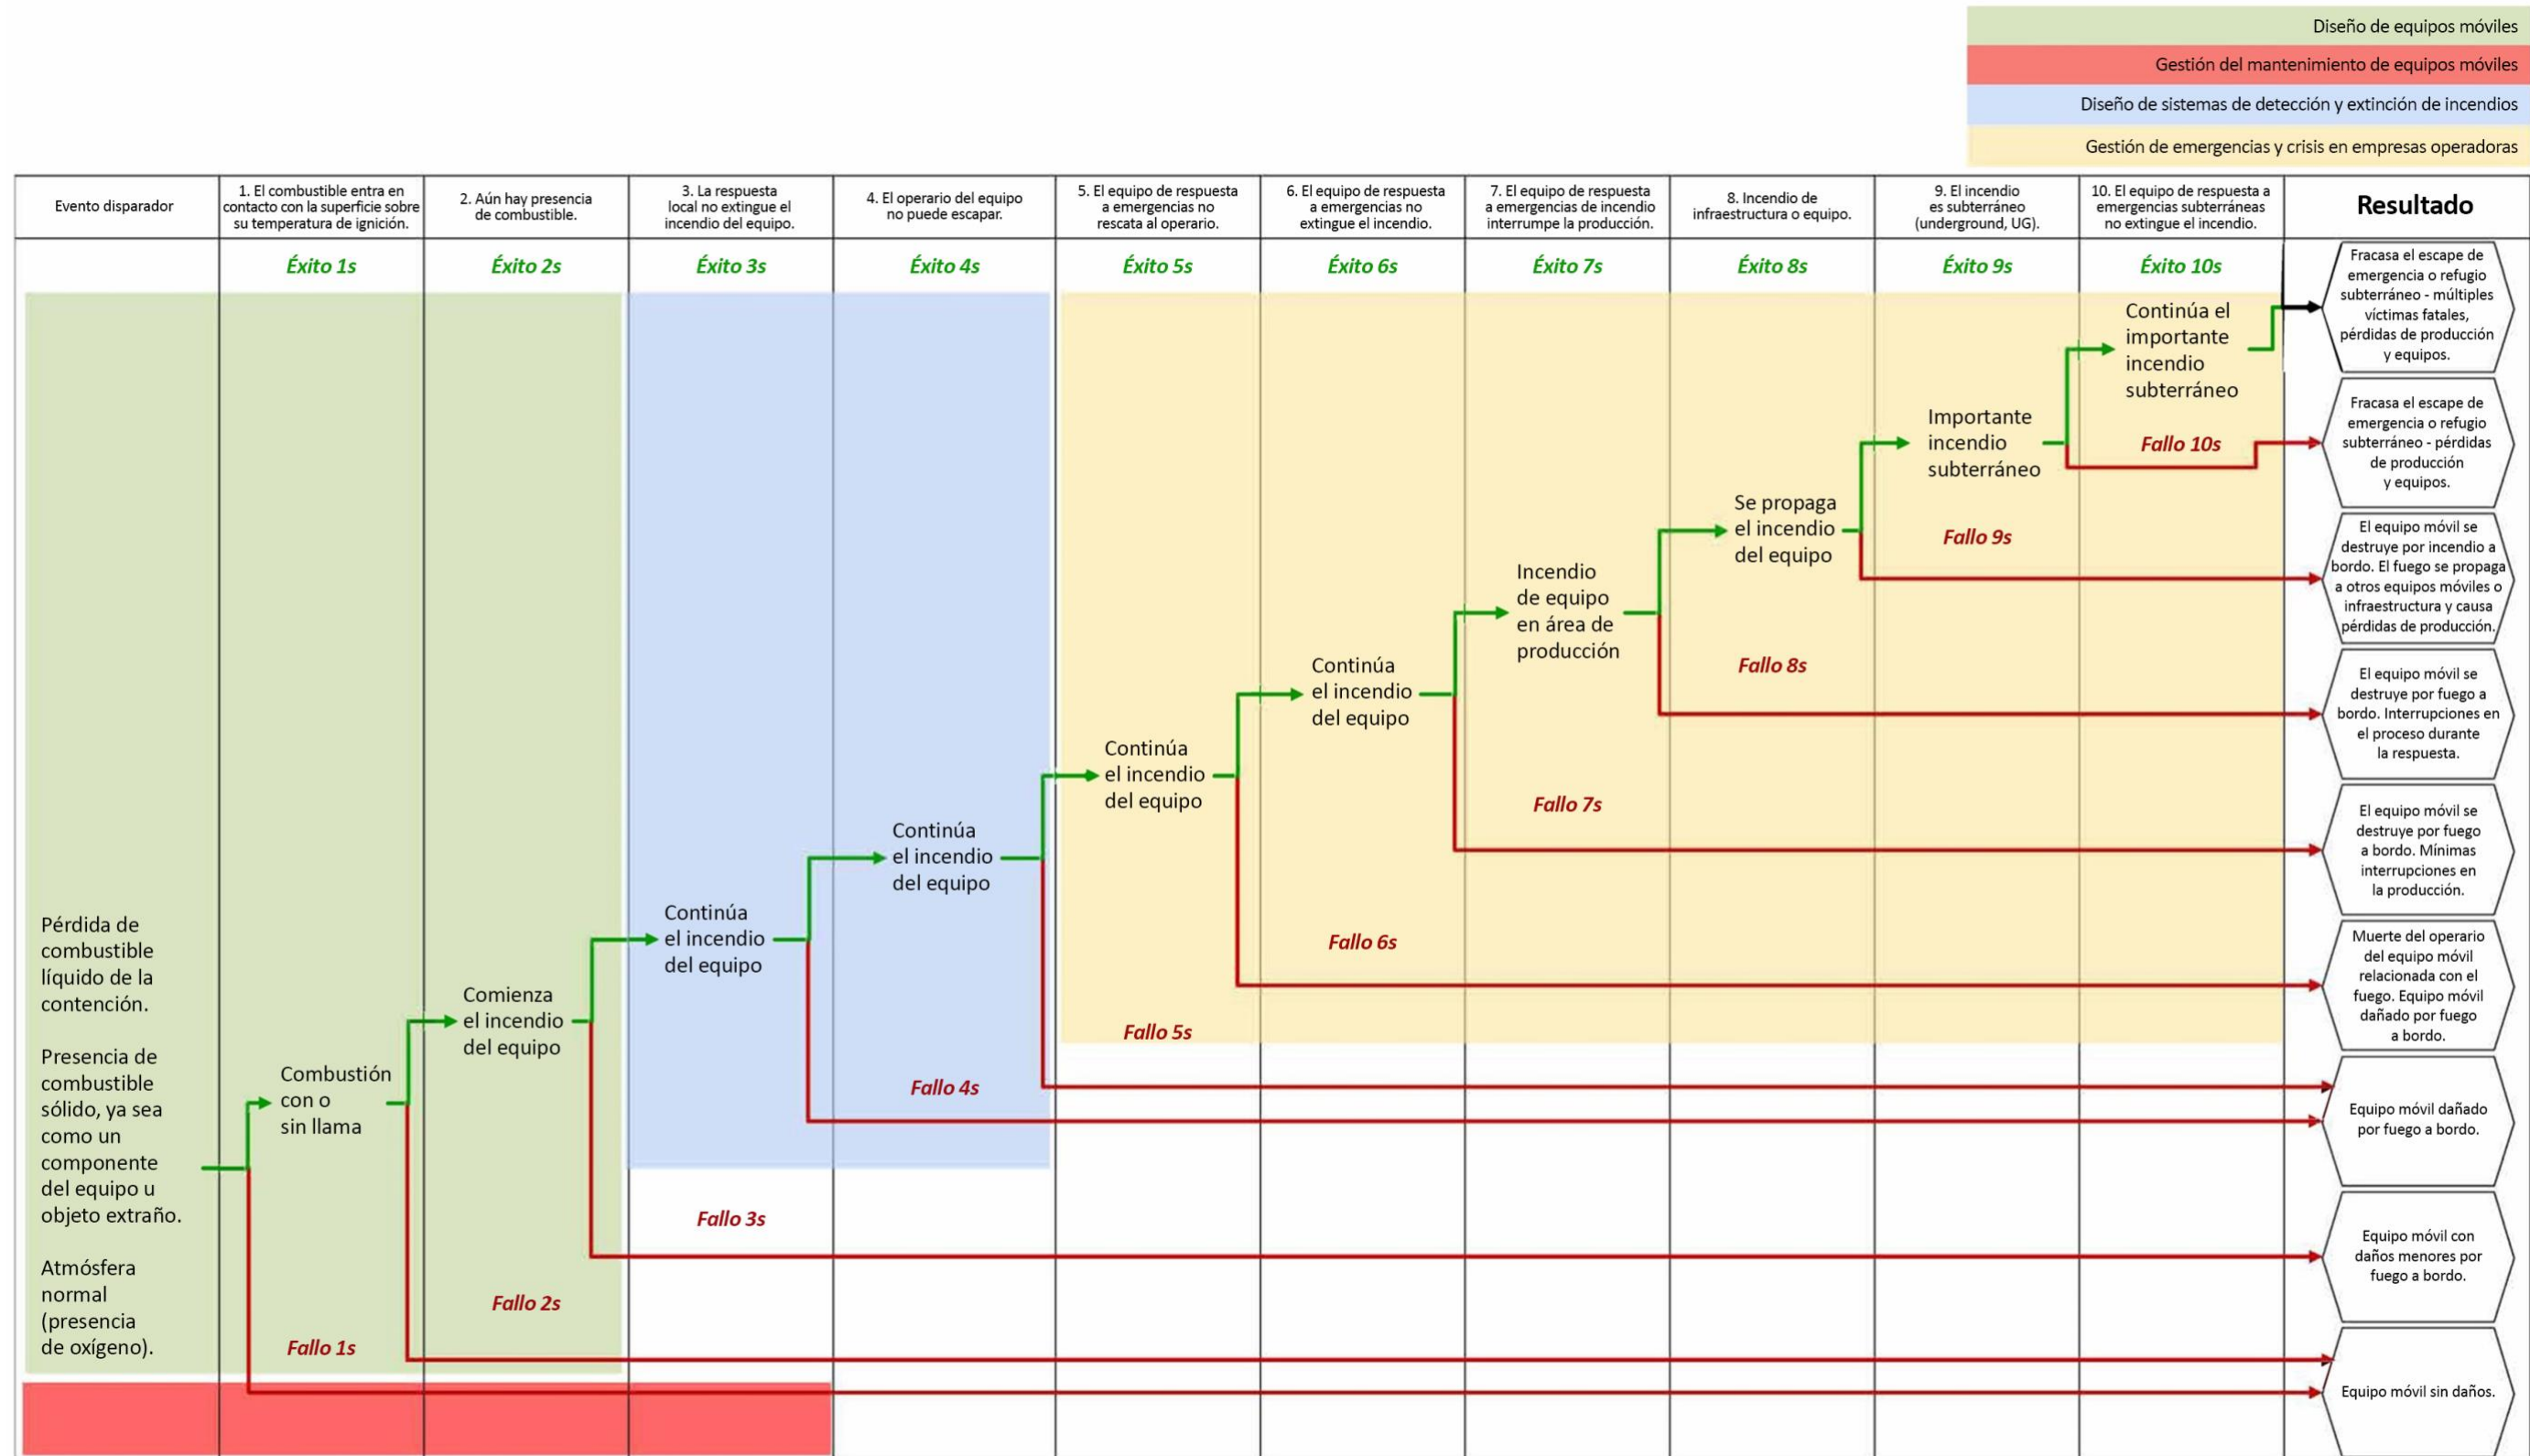 Diseño de equipos móviles
Gestión del mantenimiento de equipos móviles
Diseño de sistemas de detección y extinción de incendios
Gestión de emergencias y crisis en empresas operadoras
Evento disparador
1. El combustible entra en
contacto con la superficie sobre
su temperatura de ignición.
2. Aún hay presencia
de combustible.
3. La respuesta
local no extingue el
incendio del equipo.
4. El operario del equipo
no puede escapar.
5. El equipo de respuesta
a emergencias no
rescata al operario.
6. El equipo de respuesta
a emergencias no
extingue el incendio.
7. El equipo de respuesta
a emergencias de incendio
interrumpe la producción.
8. Incendio de
infraestructura o equipo.
9. El incendio
es subterráneo
(underground, UG).
10. El equipo de respuesta a
emergencias subterráneas
no extingue el incendio.
Resultado
Éxito 1s
Éxito 2s
Éxito 3s
Éxito 4s
Éxito 5s
Éxito 6s
Éxito 7s
Éxito 8s
Éxito 9s
Éxito 10s
Pérdida de
combustible
líquido de la
contención.
Presencia de
combustible
sólido, ya sea
como un
componente
del equipo u
objeto extraño.
Atmósfera
normal
(presencia
de oxígeno).
Combustión
con o
sin llama
Fallo 1s
Comienza
el incendio
del equipo
Fallo 2s
Continúa
el incendio
del equipo
Fallo 3s
Continúa
el incendio
del equipo
Fallo 4s
Continúa
el incendio
del equipo
Fallo 5s
Continúa
el incendio
del equipo
Fallo 6s
Incendio
de equipo
en área de
producción
Fallo 7s
Se propaga
el incendio
del equipo
Fallo 8s
Importante
incendio
subterráneo
Fallo 9s
Continúa el
importante
incendio
subterráneo
Fallo 10s
Fracasa el escape de
emergencia o refugio
subterráneo - múltiples
víctimas fatales,
pérdidas de producción
y equipos.
Fracasa el escape de
emergencia o refugio
subterráneo - pérdidas
de producción
y equipos.
El equipo móvil se
destruye por incendio a
bordo. El fuego se propaga
a otros equipos móviles o
infraestructura y causa
pérdidas de producción.
El equipo móvil se
destruye por fuego a
bordo. Interrupciones en
el proceso durante
la respuesta.
El equipo móvil se
destruye por fuego
a bordo. Mínimas
interrupciones en
la producción.
Muerte del operario
del equipo móvil
relacionada con el
fuego. Equipo móvil
dañado por fuego
a bordo.
Equipo móvil dañado
por fuego a bordo.
Equipo móvil con
daños menores por
fuego a bordo.
Equipo móvil sin daños.